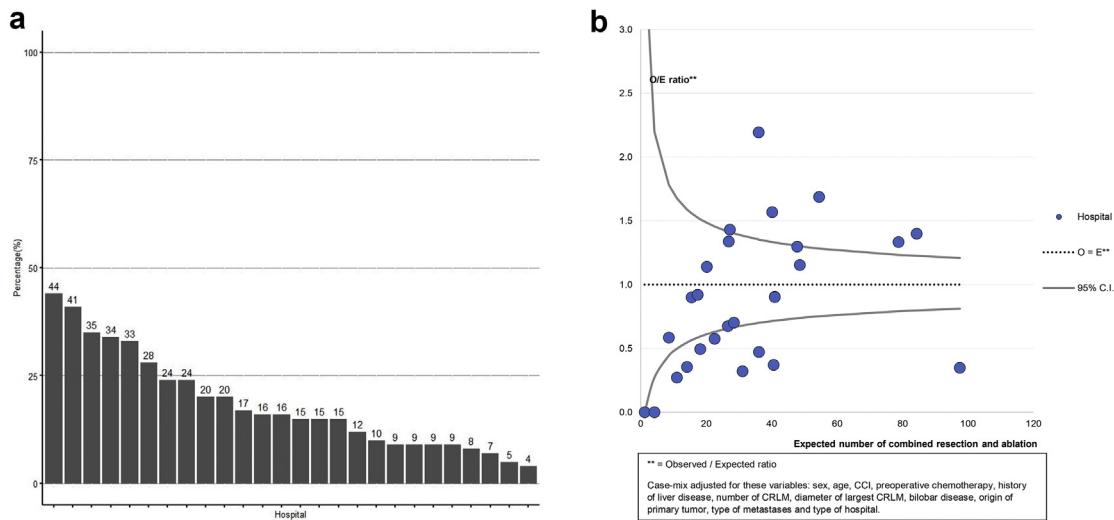 a
100
75
50
25
0
Percentage(%)
44
41
35
34
33
28
24
24
20
20
17
16
16
15
15
15
12
10
9
9
9
9
8
7
5
4
Hospital
b
3.0
2.5
2.0
1.5
1.0
0.5
0.0
O/E ratio**
0 20 40 60 80 100 120
Expected number of combined resection and ablation
Hospital
O = E**
95% C.I.
** = Observed / Expected ratio
Case-mix adjusted for these variables: sex, age, CCI, preoperative chemotherapy, history
of liver disease, number of CRLM, diameter of largest CRLM, bilobar disease, origin of
primary tumor, type of metastases and type of hospital.